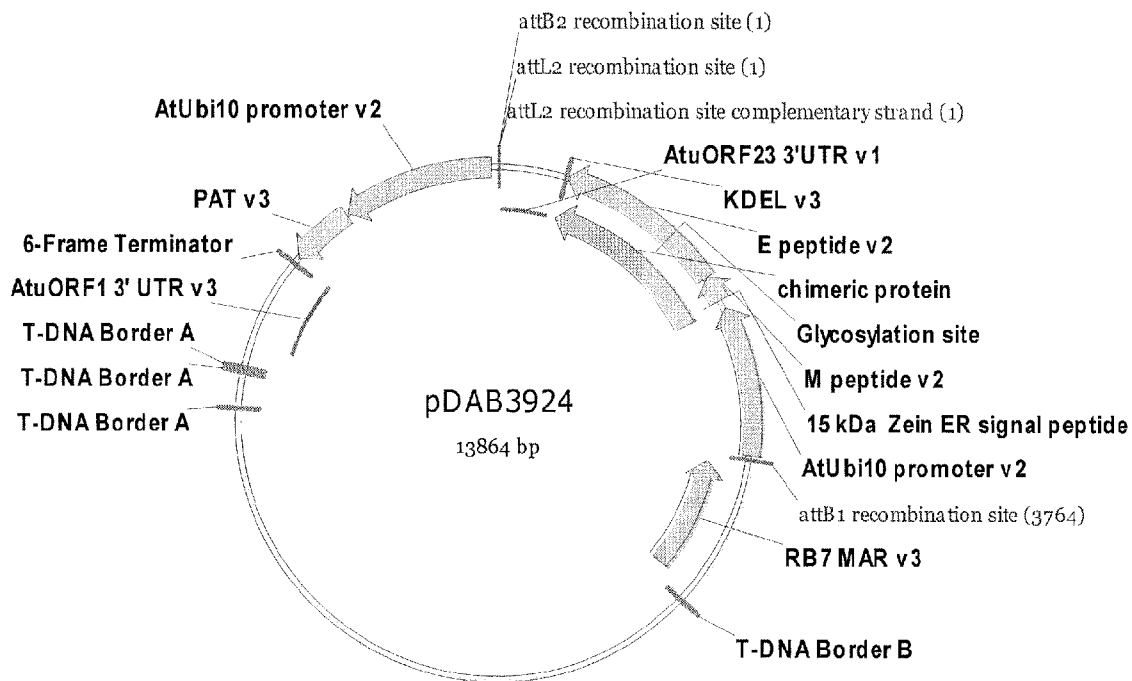 attB2 recombination site (1)
attL2 recombination site (1)
AtUbi10 promoter v2
attL2 recombination site complementary strand (1)
AtuORF23 3'UTR v1
PAT v3
KDEL v3
6-Frame Terminator
E peptide v2
AtuORF1 3' UTR v3
chimeric protein
T-DNA Border A
Glycosylation site
T-DNA Border A
M peptide v2
T-DNA Border A
15 kDa Zein ER signal peptide
pDAB3924
13864 bp
AtUbi10 promoter v2
attB1 recombination site (3764)
RB7 MAR v3
T-DNA Border B